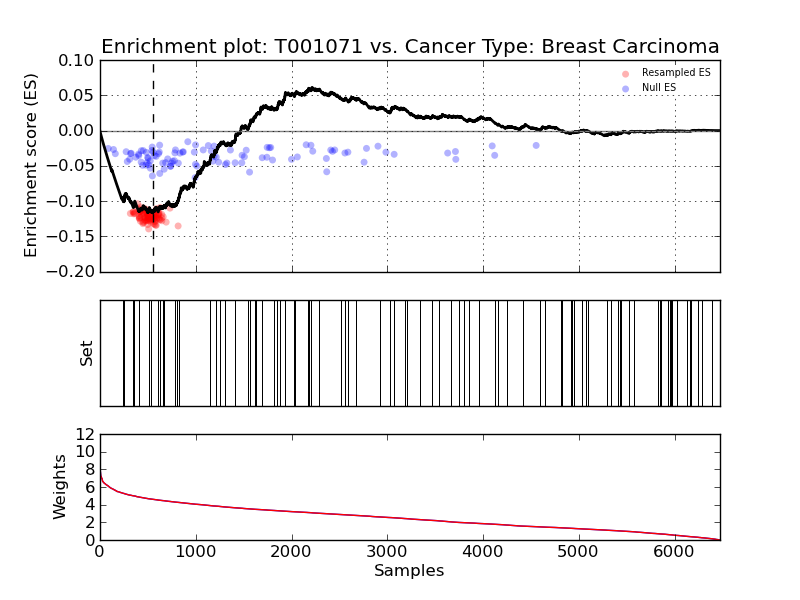 Enrichment plot: T001071 vs. Cancer Type: Breast Carcinoma
Enrichment score (ES)
0.10
0.05
0.00
−0.05
−0.10
−0.15
−0.20
Resampled ES
Null ES
Set
Weights
12
10
8
6
4
2
0
0 1000 2000 3000 4000 5000 6000
Samples